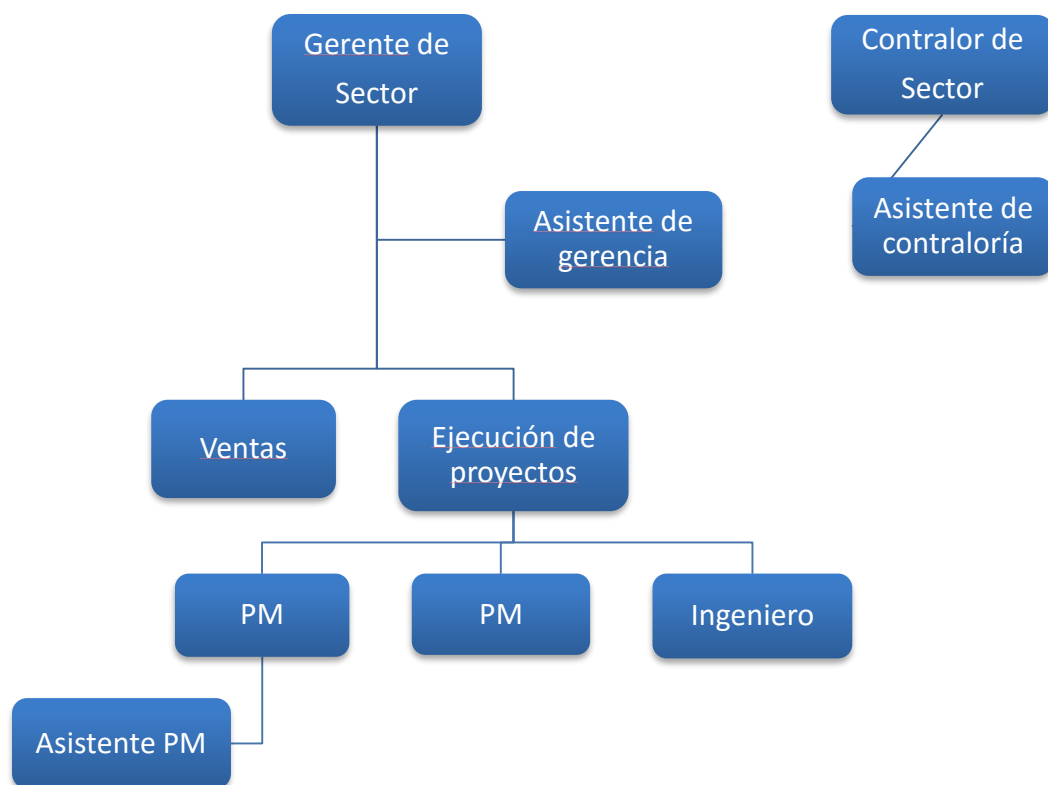 Gerente de
Sector
Contralor de
Sector
Asistente de
gerencia
Asistente de
contraloría
Ventas
Ejecución de
proyectos
PM
PM
Ingeniero
Asistente PM